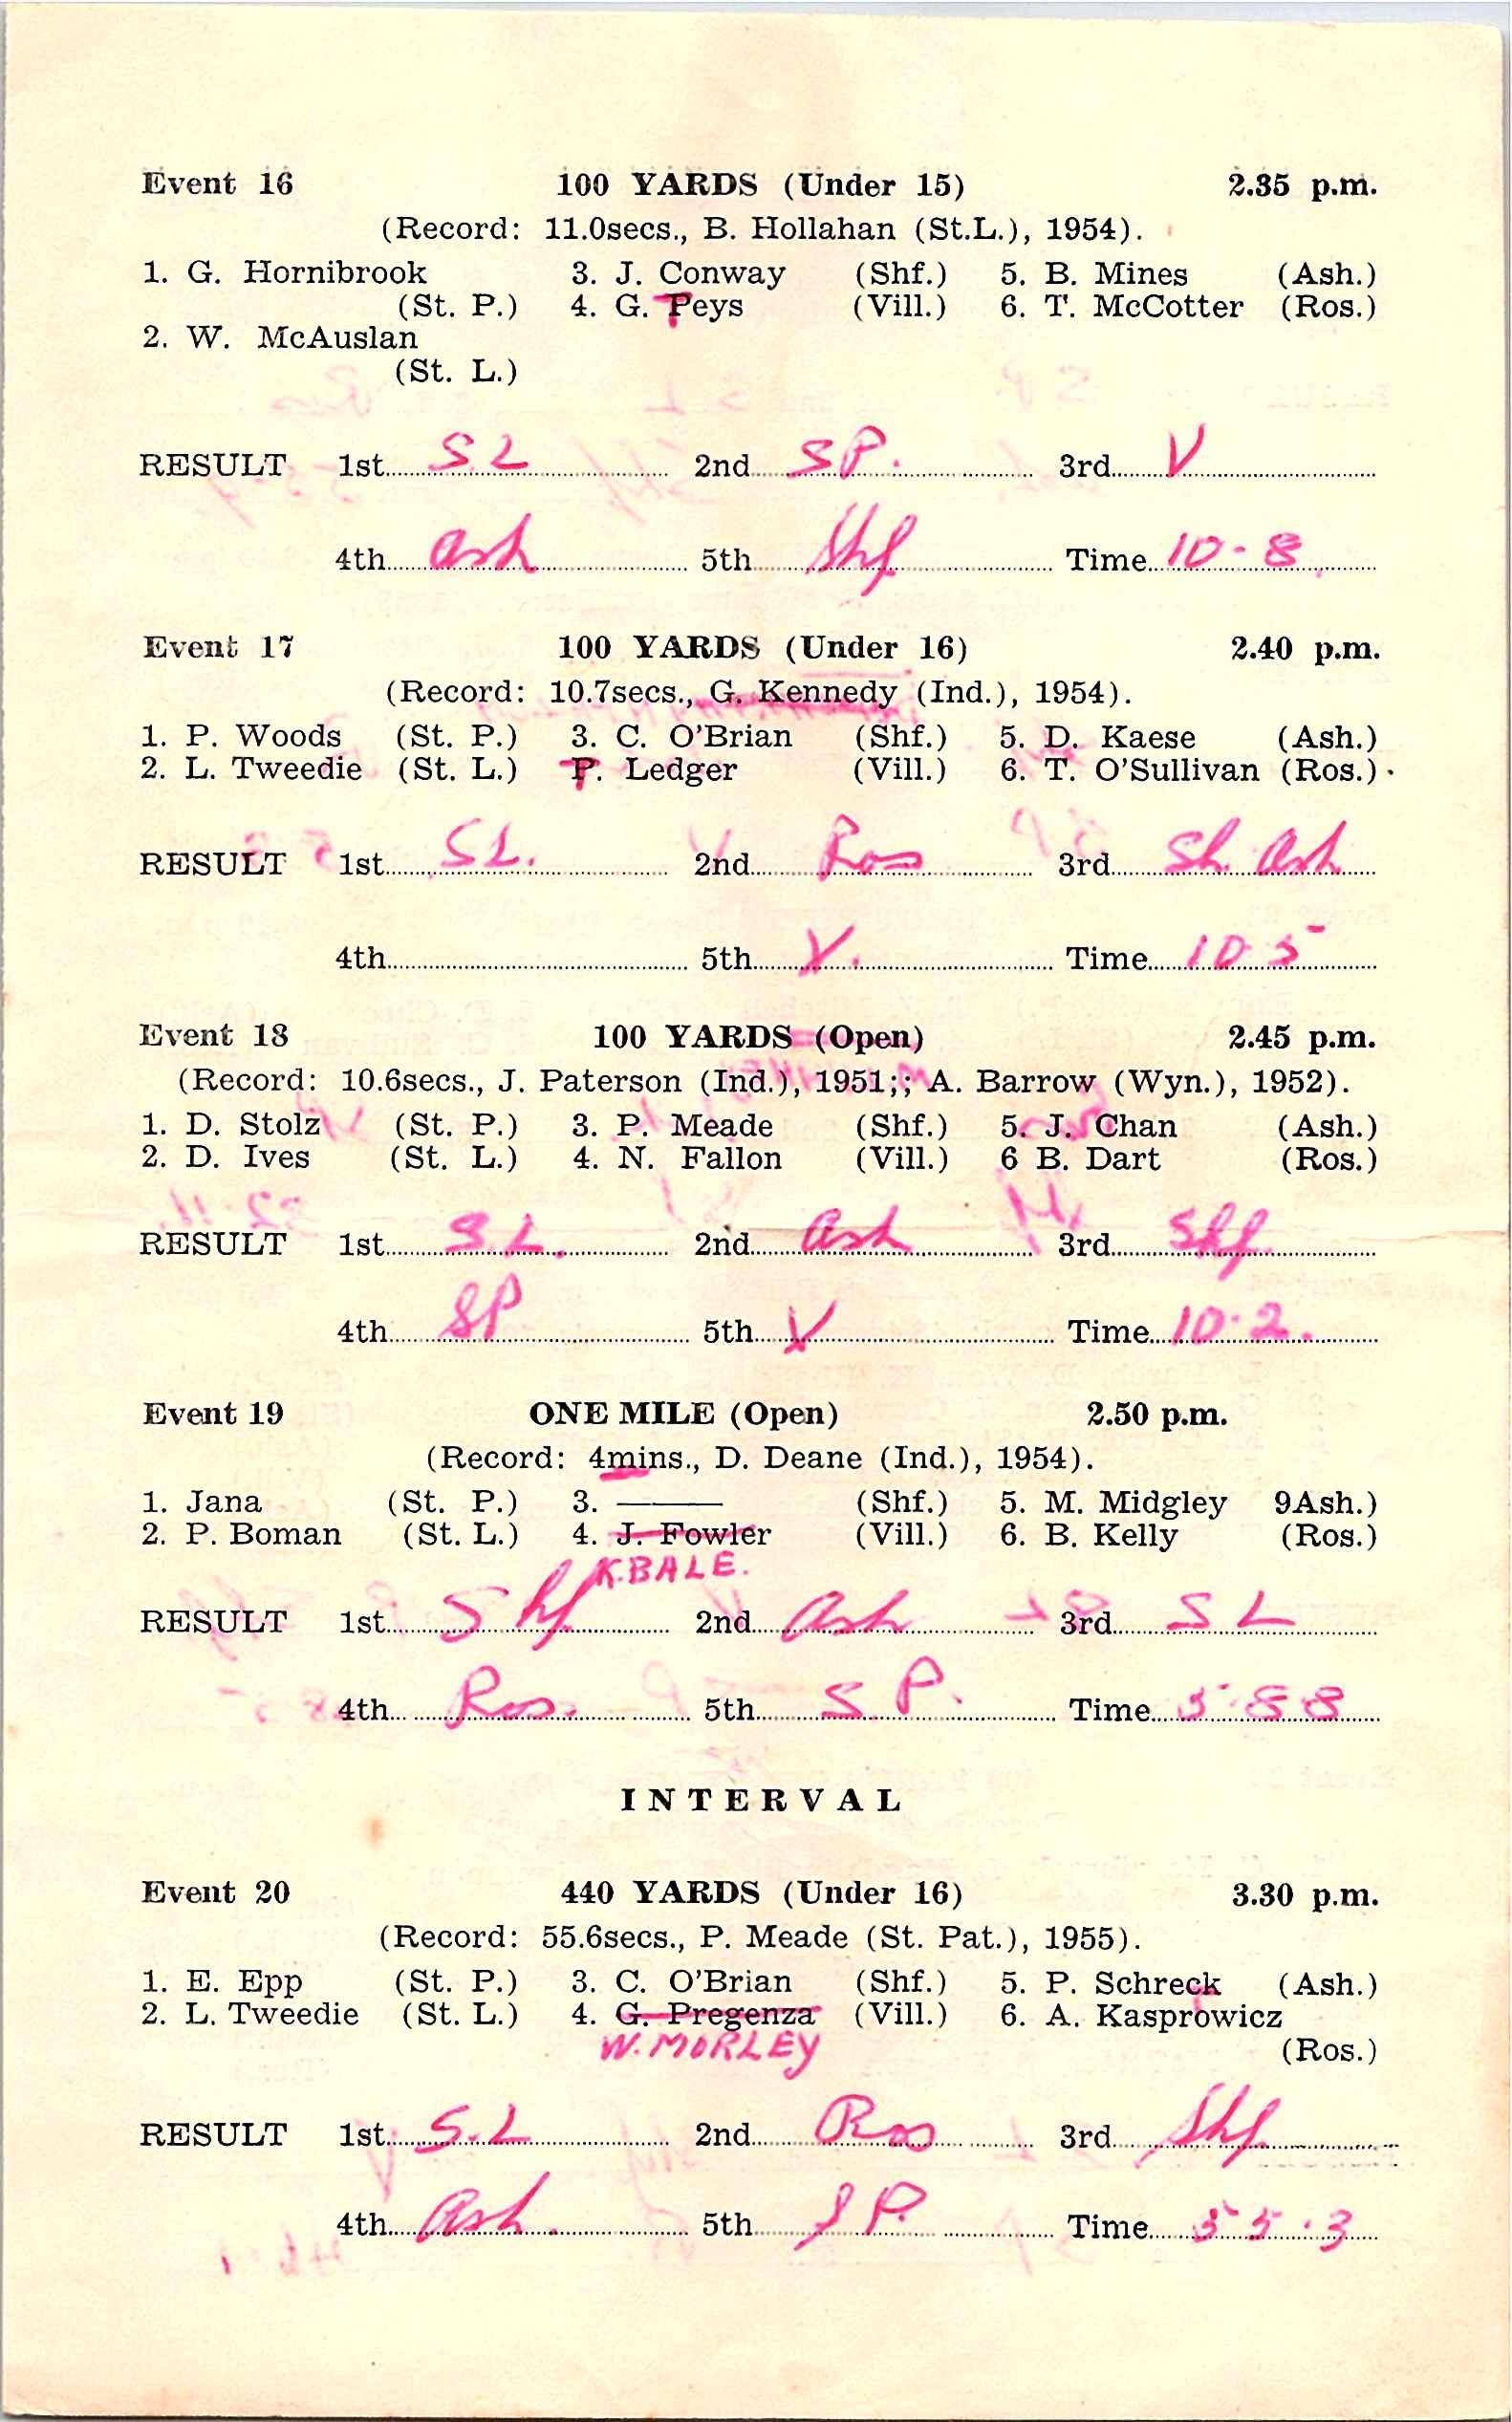 Event 16 100 YARDS (Under 15) 2.35 p.m.
(Record: 11.0secs., B. Hollahan (St.L.), 1954).
1. G. Hornibrook 3. J. Conway (Shf.) 5. B. Mines (Ash.)
(St. P.) 4. G. Peys (Vill.) 6. T. McCotter (Ros.)
2. W. McAuslan
(St. L.)
RESULT 1st SL 2nd SP. 3rd V
4th Ash 5th Shf Time 10-8
Event 17 100 YARDS (Under 16) 2.40 p.m.
(Record: 10.7secs., G. Kennedy (Ind.), 1954).
1. P. Woods (St. P.) 3. C. O'Brian (Shf.) 5. D. Kaese (Ash.)
2. L. Tweedie (St. L.) P. Ledger (Vill.) 6. T. O'Sullivan (Ros.)
RESULT 1st SL. 2nd Ros 3rd Sh. Ash
4th 5th V. Time 10 5
Event 18 100 YARDS (Open) 2.45 p.m.
(Record: 10.6secs., J. Paterson (Ind.), 1951;; A. Barrow (Wyn.), 1952).
1. D. Stolz (St. P.) 3. P. Meade (Shf.) 5. J. Chan (Ash.)
2. D. Ives (St. L.) 4. N. Fallon (Vill.) 6 B. Dart (Ros.)
RESULT 1st S.L. 2nd Ash 3rd Shf
4th SP 5th V Time 10.2.
Event 19 ONE MILE (Open) 2.50 p.m.
(Record: 4mins., D. Deane (Ind.), 1954).
1. Jana (St. P.) 3. ——— (Shf.) 5. M. Midgley 9Ash.)
2. P. Boman (St. L.) 4. J. Fowler (Vill.) 6. B. Kelly (Ros.)
K. BALE.
RESULT 1st Shf 2nd Ash 3rd SL
4th Ros. 5th S P. Time
INTERVAL
Event 20 440 YARDS (Under 16) 3.30 p.m.
(Record: 55.6secs., P. Meade (St. Pat.), 1955).
1. E. Epp (St. P.) 3. C. O'Brian (Shf.) 5. P. Schreck (Ash.)
2. L. Tweedie (St. L.) 4. G. Pregenza (Vill.) 6. A. Kasprowicz
W. MORLEY (Ros.)
RESULT 1st S.L 2nd Ros 3rd Shf
4th Ash. 5th S P. Time 55.3